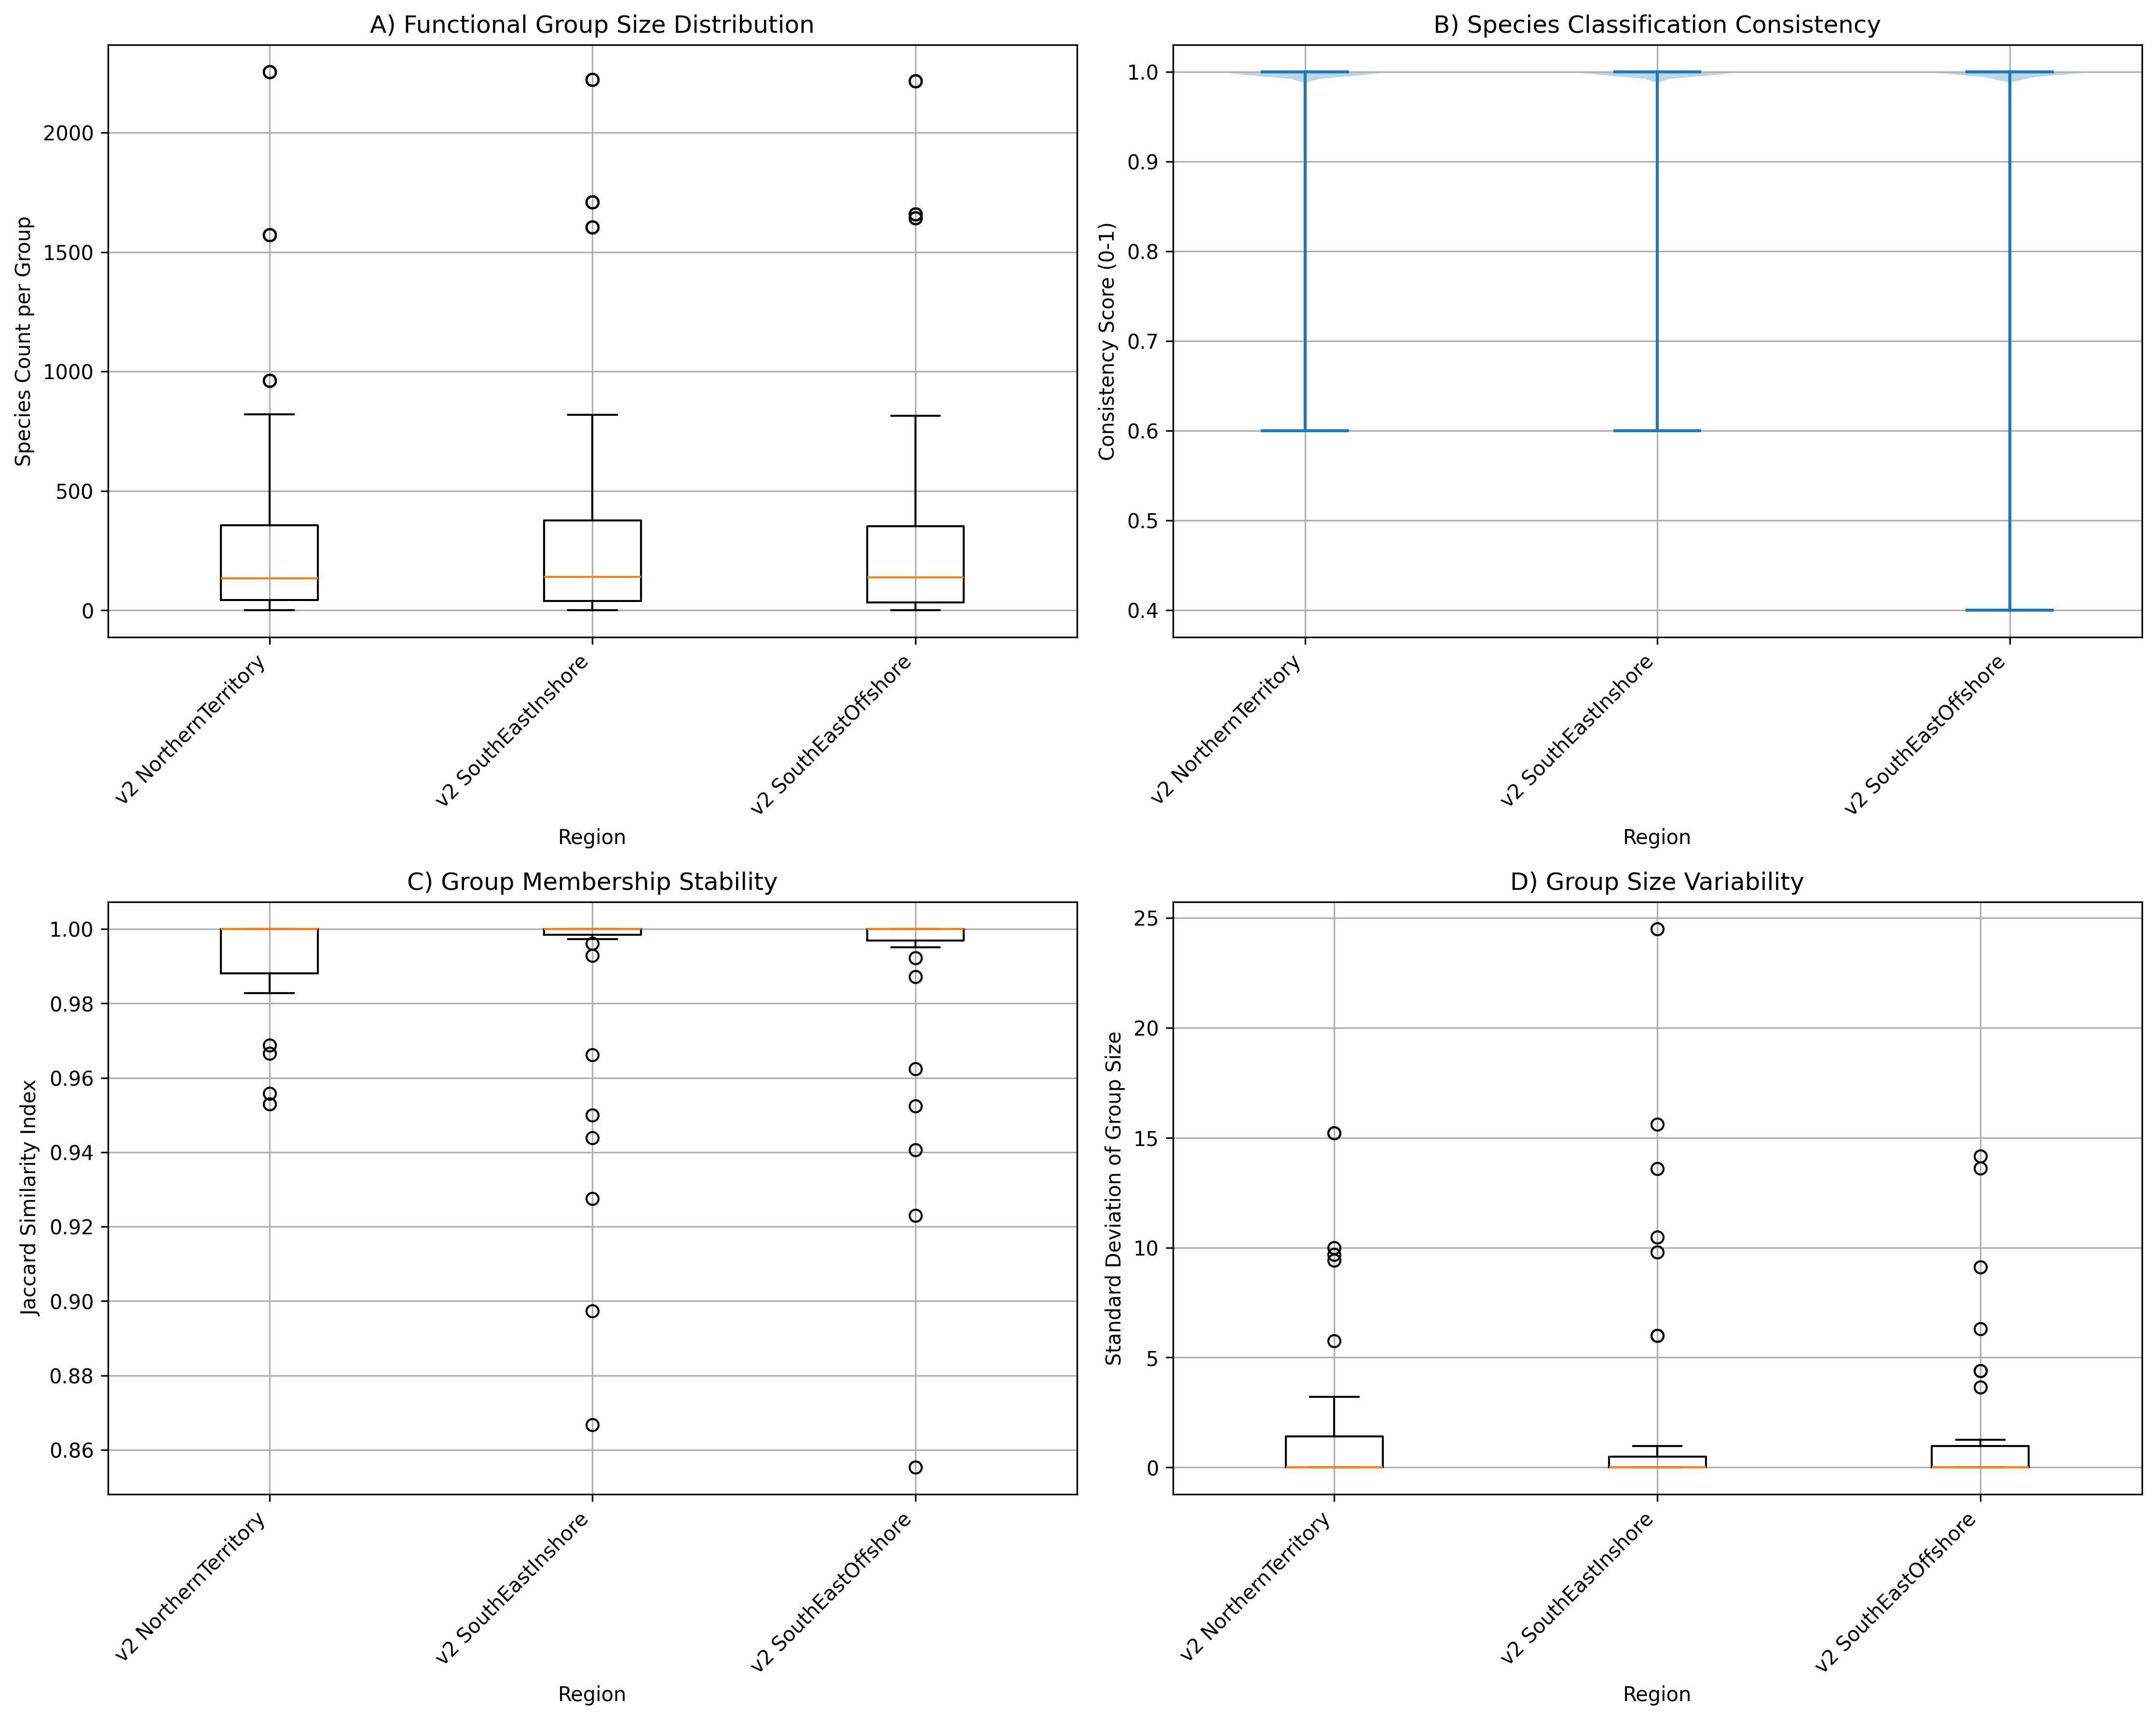 A) Functional Group Size Distribution
Species Count per Group
2000
1500
1000
500
0
v2 NorthernTerritory
v2 SouthEastInshore
v2 SouthEastOffshore
Region
B) Species Classification Consistency
Consistency Score (0-1)
1.0
0.9
0.8
0.7
0.6
0.5
0.4
v2 NorthernTerritory
v2 SouthEastInshore
v2 SouthEastOffshore
Region
C) Group Membership Stability
Jaccard Similarity Index
1.00
0.98
0.96
0.94
0.92
0.90
0.88
0.86
v2 NorthernTerritory
v2 SouthEastInshore
v2 SouthEastOffshore
Region
D) Group Size Variability
Standard Deviation of Group Size
25
20
15
10
5
0
v2 NorthernTerritory
v2 SouthEastInshore
v2 SouthEastOffshore
Region